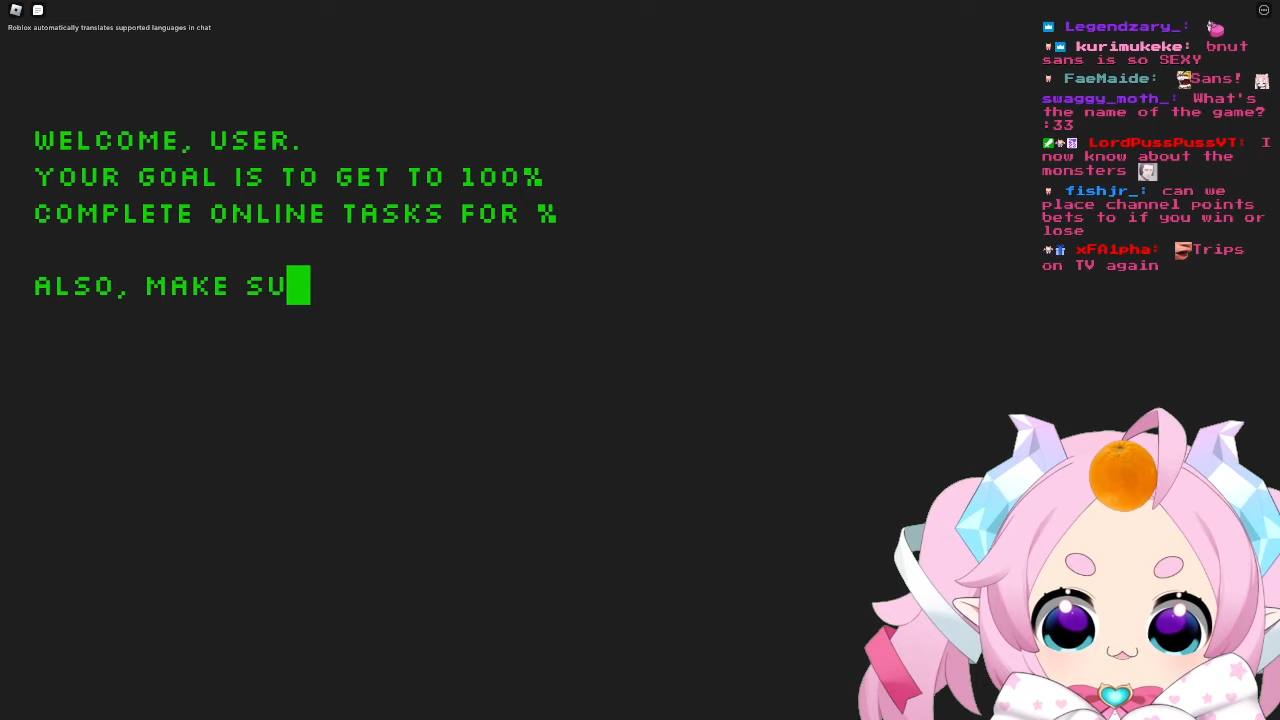 Roblox automatically translates supported languages in chat
WELCOME, USER.
YOUR GOAL IS TO GET TO 100%
COMPLETE ONLINE TASKS FOR %
ALSO, MAKE SU
Legendzary_:
kurimukeke: bnut
sans is so SEXY
FaeMaide: Sans!
swaggy_moth_: What's
the name of the game?
:33
LordPussPussVT: I
now know about the
monsters
fishjr_: can we
place channel points
bets to if you win or
lose
xFA1pha: Trips
on TV again